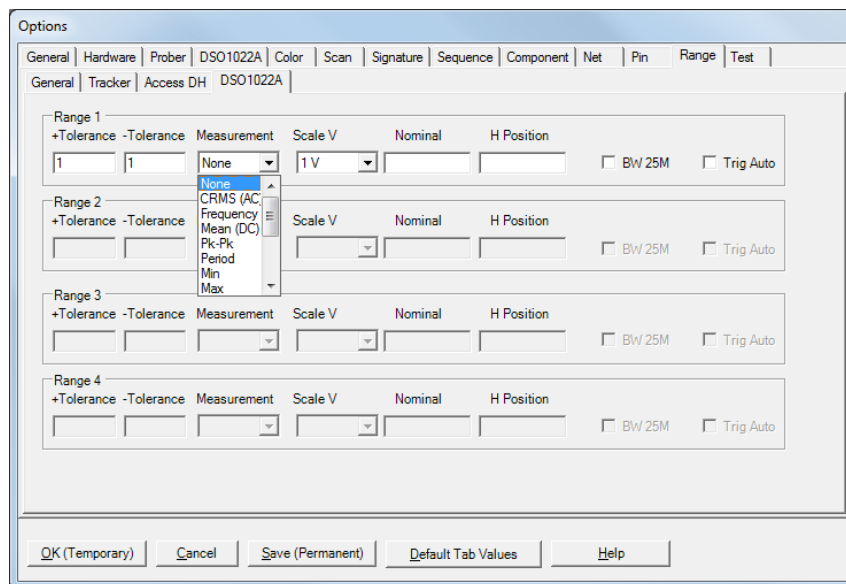 Options
General Hardware Prober DSO1022A Color Scan Signature Sequence Component Net Pin Range Test
General Tracker Access DH DSO1022A
Range 1
+Tolerance -Tolerance Measurement Scale V Nominal H Position
1 1 None 1 V BW 25M Trig Auto
None
CRMS (AC)
Frequency
Mean (DC)
Pk-Pk
Period
Min
Max
Range 2
+Tolerance -Tolerance Scale V Nominal H Position
BW 25M Trig Auto
Range 3
+Tolerance -Tolerance Measurement Scale V Nominal H Position
BW 25M Trig Auto
Range 4
+Tolerance -Tolerance Measurement Scale V Nominal H Position
BW 25M Trig Auto
OK (Temporary) Cancel Save (Permanent) Default Tab Values Help